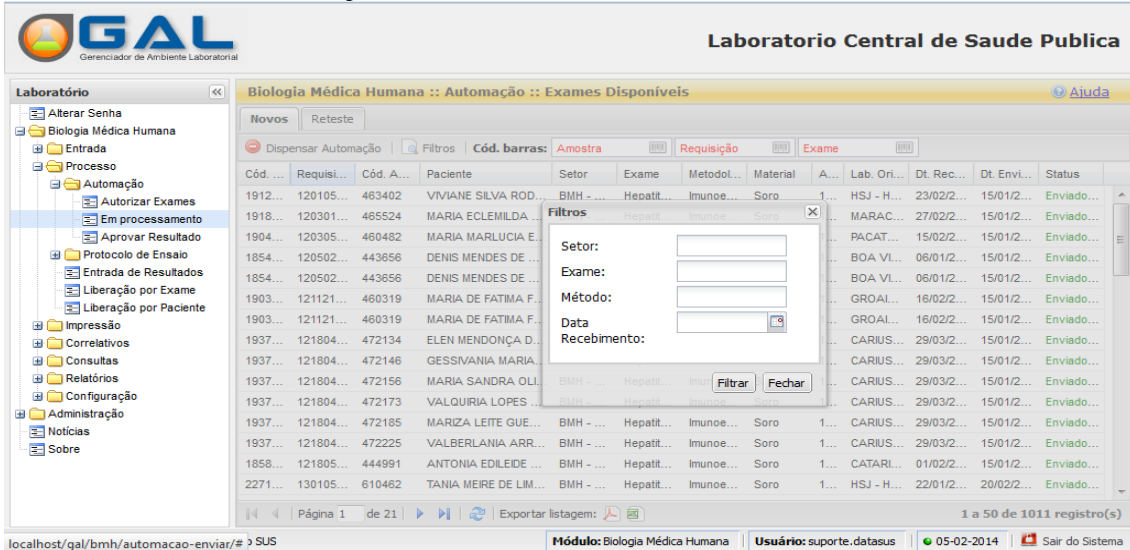 GAL
Gerenciador de Ambiente Laboratorial
Laboratorio Central de Saude Publica
Laboratório
Alterar Senha
Biologia Médica Humana
Entrada
Processo
Automação
Autorizar Exames
Em processamento
Aprovar Resultado
Protocolo de Ensaio
Entrada de Resultados
Liberação por Exame
Liberação por Paciente
Impressão
Correlativos
Consultas
Relatórios
Configuração
Administração
Notícias
Sobre
Biologia Médica Humana :: Automação :: Exames Disponíveis Ajuda
Novos Reteste
Dispensar Automação Filtros Cód. barras: Amostra Requisição Exame
Cód. ... Requisi... Cód. A... Paciente Setor Exame Metodol... Material A... Lab. Ori... Dt. Rec... Dt. Envi... Status
1912... 120105... 463402 VIVIANE SILVA ROD... BMH - ... Hepatit... Imunoe... Soro 1... HSJ - H... 23/02/2... 15/01/2... Enviado...
1918... 120301... 465524 MARIA ECLEMILDA ... MARAC... 27/02/2... 15/01/2... Enviado...
1904... 120305... 460482 MARIA MARLUCIA E... PACAT... 15/02/2... 15/01/2... Enviado...
1854... 120502... 443656 DENIS MENDES DE ... BOA VI... 06/01/2... 15/01/2... Enviado...
1854... 120502... 443656 DENIS MENDES DE ... BOA VI... 06/01/2... 15/01/2... Enviado...
1903... 121121... 460319 MARIA DE FATIMA F... GROAI... 16/02/2... 15/01/2... Enviado...
1903... 121121... 460319 MARIA DE FATIMA F... GROAI... 16/02/2... 15/01/2... Enviado...
1937... 121804... 472134 ELEN MENDONÇA D... CARIUS... 29/03/2... 15/01/2... Enviado...
1937... 121804... 472146 GESSIVANIA MARIA... CARIUS... 29/03/2... 15/01/2... Enviado...
1937... 121804... 472156 MARIA SANDRA OLI... CARIUS... 29/03/2... 15/01/2... Enviado...
1937... 121804... 472173 VALQUIRIA LOPES ... CARIUS... 29/03/2... 15/01/2... Enviado...
1937... 121804... 472185 MARIZA LEITE GUE... BMH - ... Hepatit... Imunoe... Soro 1... CARIUS... 29/03/2... 15/01/2... Enviado...
1937... 121804... 472225 VALBERLANIA ARR... BMH - ... Hepatit... Imunoe... Soro 1... CARIUS... 29/03/2... 15/01/2... Enviado...
1858... 121805... 444991 ANTONIA EDILEIDE ... BMH - ... Hepatit... Imunoe... Soro 1... CATARI... 01/02/2... 15/01/2... Enviado...
2271... 130105... 610462 TANIA MEIRE DE LIM... BMH - ... Hepatit... Imunoe... Soro 1... HSJ - H... 22/01/2... 20/02/2... Enviado...
Filtros
Setor:
Exame:
Método:
Data
Recebimento:
Filtrar Fechar
Página 1 de 21 Exportar listagem: 1 a 50 de 1011 registro(s)
localhost/gal/bmh/automacao-enviar/# SUS Módulo: Biologia Médica Humana Usuário: suporte.datasus 05-02-2014 Sair do Sistema